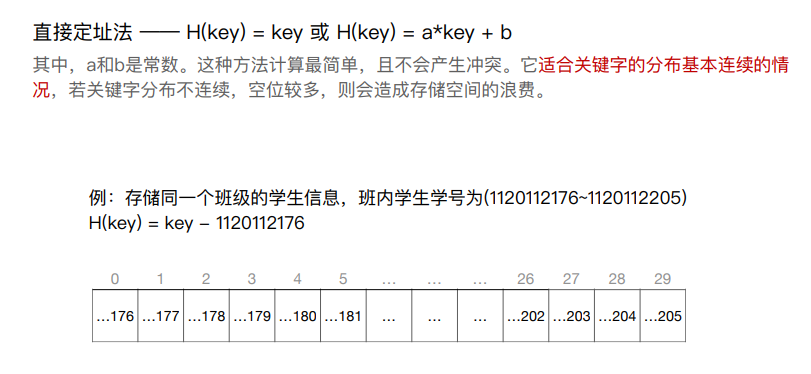 直接定址法 —— H(key) = key 或 H(key) = a*key + b
其中，a和b是常数。这种方法计算最简单，且不会产生冲突。它适合关键字的分布基本连续的情
况，若关键字分布不连续，空位较多，则会造成存储空间的浪费。
例：存储同一个班级的学生信息，班内学生学号为(1120112176~1120112205)
H(key) = key − 1120112176
0 1 2 3 4 5 ... ... ... 26 27 28 29
...176 ...177 ...178 ...179 ...180 ...181 ... ... ... ...202 ...203 ...204 ...205